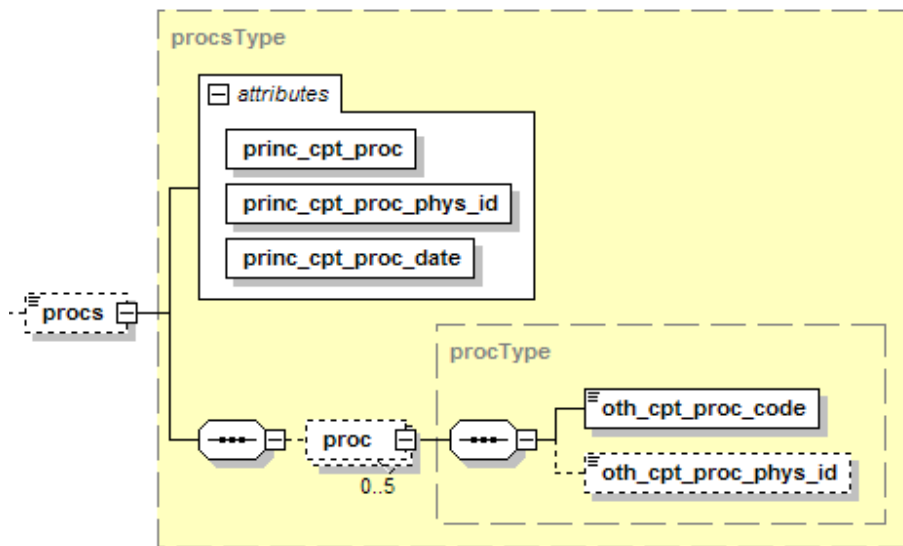 procsType
attributes
princ_cpt_proc
princ_cpt_proc_phys_id
princ_cpt_proc_date
procs
procType
proc
0..5
oth_cpt_proc_code
oth_cpt_proc_phys_id